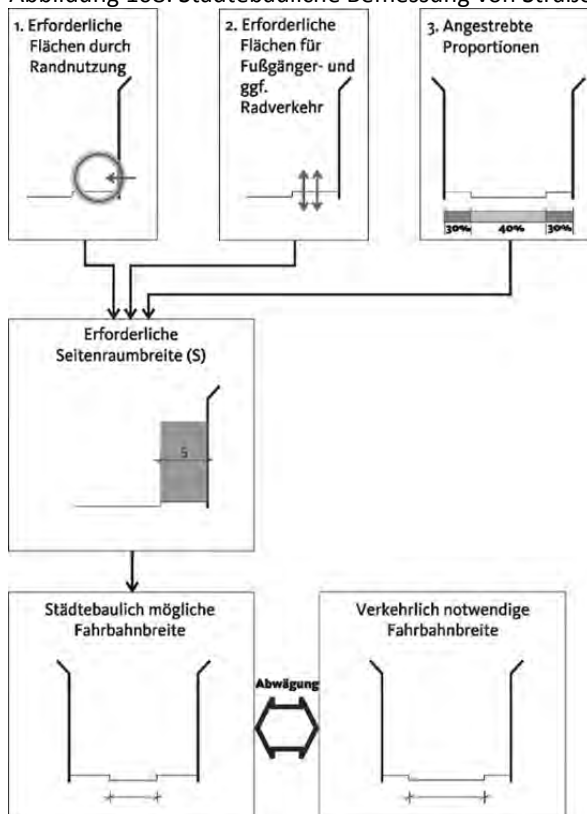 Abbildung 108: Städtebauliche Bemessung von Straße
1. Erforderliche
Flächen durch
Randnutzung
2. Erforderliche
Flächen für
Fußgänger- und
ggf.
Radverkehr
3. Angestrebte
Proportionen
30% 40% 30%
Erforderliche
Seitenraumbreite (S)
S
Städtebaulich mögliche
Fahrbahnbreite
Abwägung
Verkehrlich notwendige
Fahrbahnbreite